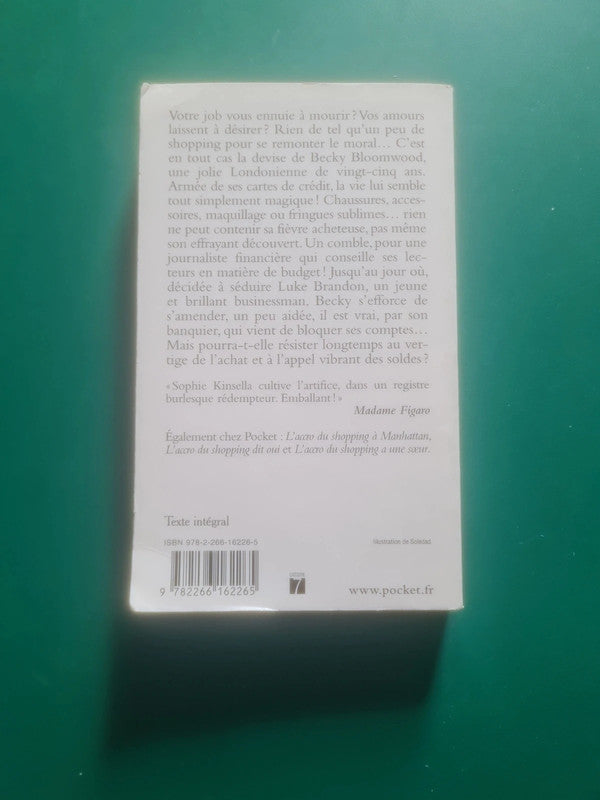 Votre job vous ennuie à mourir ? Vos amours
laissent à désirer ? Rien de tel qu'un peu de
shopping pour se remonter le moral... C'est
en tout cas la devise de Becky Bloomwood,
une jolie Londonienne de vingt-cinq ans.
Armée de ses cartes de crédit, la vie lui semble
tout simplement magique ! Chaussures, acces-
soires, maquillage ou fringues sublimes... rien
ne peut contenir sa fièvre acheteuse, pas même
son effrayant découvert. Un comble, pour une
journaliste financière qui conseille ses lec-
teurs en matière de budget ! Jusqu'au jour où,
décidée à séduire Luke Brandon, un jeune
et brillant businessman, Becky s'efforce de
s'amender, un peu aidée, il est vrai, par son
banquier, qui vient de bloquer ses comptes...
Mais pourra-t-elle résister longtemps au ver-
tige de l'achat et à l'appel vibrant des soldes ?
« Sophie Kinsella cultive l'artifice, dans un registre
burlesque rédempteur. Emballant ! »
Madame Figaro
Également chez Pocket : L'accro du shopping à Manhattan,
L'accro du shopping dit oui et L'accro du shopping a une sœur.
Texte intégral
ISBN 978-2-266-16226-5
Illustration de Soledad
9 782266 162265
7
www.pocket.fr